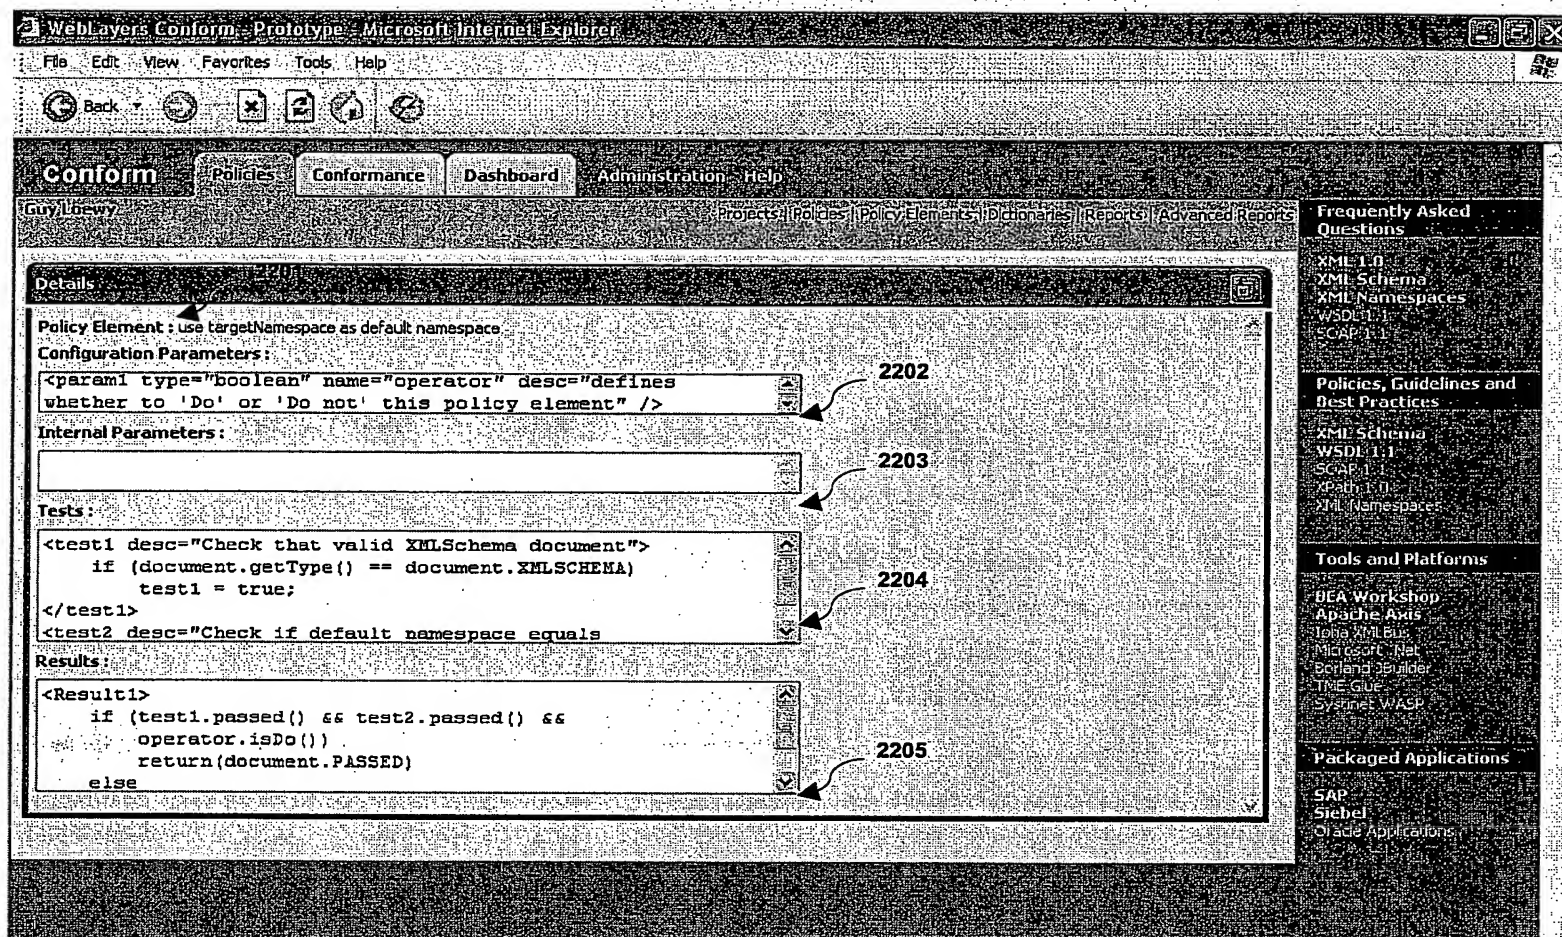 WebLayers Conform - Prototype - Microsoft Internet Explorer
File Edit View Favorites Tools Help
Back
Conform Policies Conformance Dashboard Administration Help
Guy Loewy Projects | Policies | Policy Elements | Dictionaries | Reports | Advanced Reports
2201
Details
Policy Element : use targetNamespace as default namespace
Configuration Parameters :
<param1 type="boolean" name="operator" desc="defines
whether to 'Do' or 'Do not' this policy element" />
2202
Internal Parameters :
2203
Tests :
<test1 desc="Check that valid XMLSchema document">
if (document.getType() == document.XMLSCHEMA)
test1 = true;
</test1>
<test2 desc="Check if default namespace equals
2204
Results :
<Result1>
if (test1.passed() && test2.passed() &&
operator.isDo())
return(document.PASSED)
else
2205
Frequently Asked
Questions
XML 1.0
XML Schema
XML Namespaces
WSDL 1.1
SOAP 1.1
Policies, Guidelines and
Best Practices
XML Schema
WSDL 1.1
SOAP 1.1
XPath 1.0
XML Namespaces
Tools and Platforms
BEA Workshop
Apache Axis
Iona XMLBus
Microsoft .Net
Borland JBuilder
TME Glue
Systinet WASP
Packaged Applications
SAP
Siebel
Oracle Applications